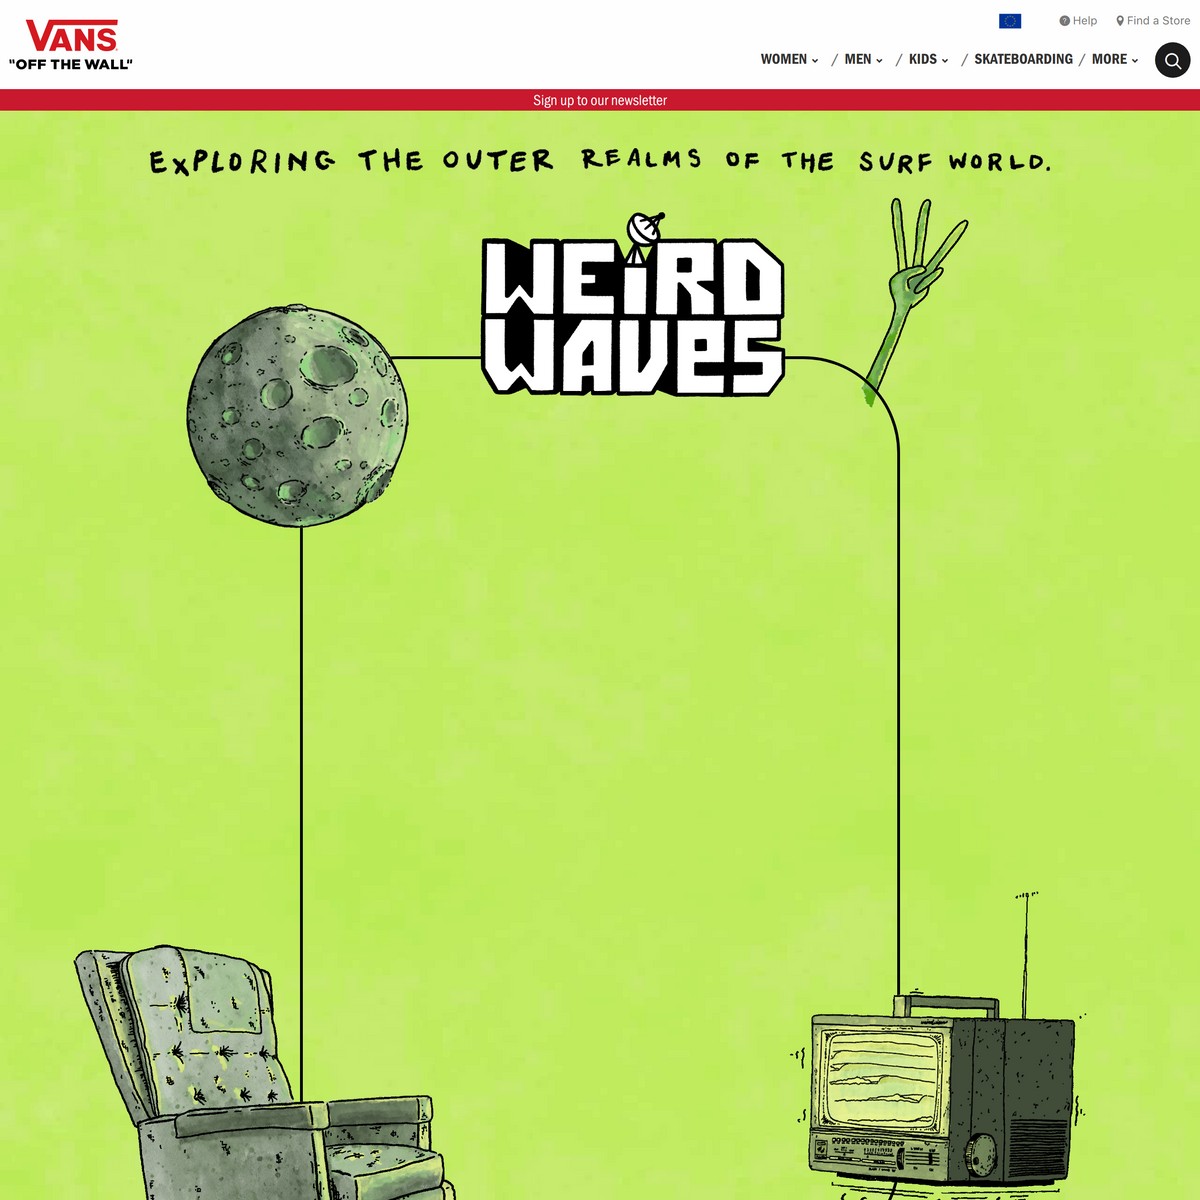 VANS
"OFF THE WALL"
Help
Find a Store
WOMEN / MEN / KIDS / SKATEBOARDING / MORE
Sign up to our newsletter
EXPLORING THE OUTER REALMS OF THE SURF WORLD.
WEiRD
WAVES